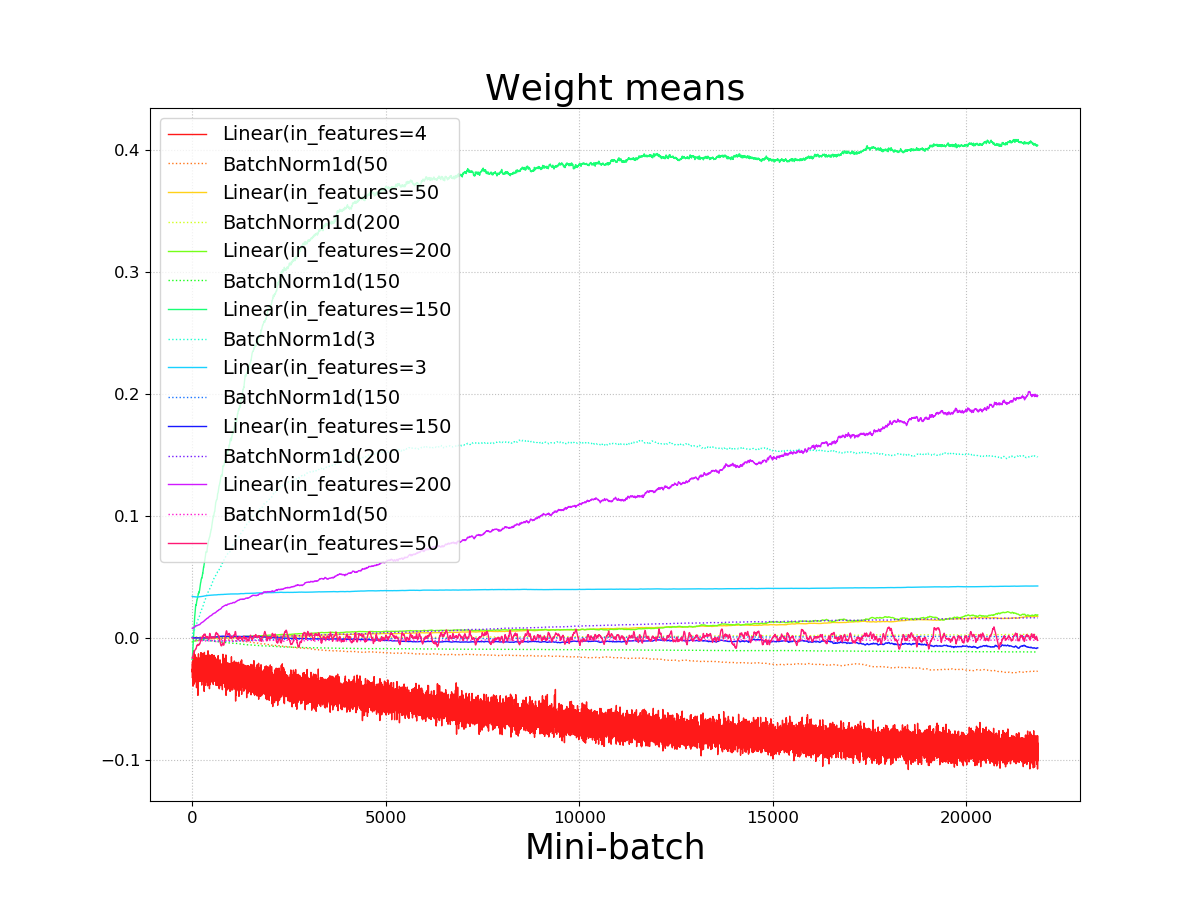 Weight means
Linear(in_features=4
BatchNorm1d(50
Linear(in_features=50
BatchNorm1d(200
Linear(in_features=200
BatchNorm1d(150
Linear(in_features=150
BatchNorm1d(3
Linear(in_features=3
BatchNorm1d(150
Linear(in_features=150
BatchNorm1d(200
Linear(in_features=200
BatchNorm1d(50
Linear(in_features=50
0.4
0.3
0.2
0.1
0.0
−0.1
0 5000 10000 15000 20000
Mini-batch